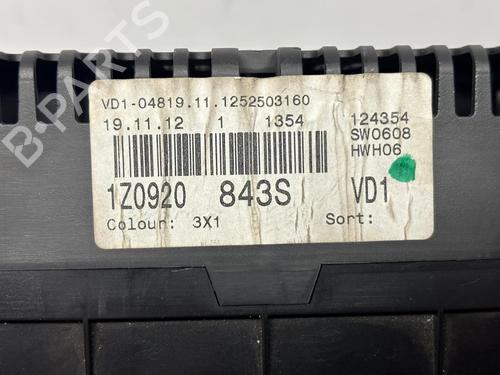 B-PARTS
VD1-04819.11.1252503160
19.11.12 1 1354 124354
SW0608
HWH06
1Z0920 843S VD1
Colour: 3X1 Sort: